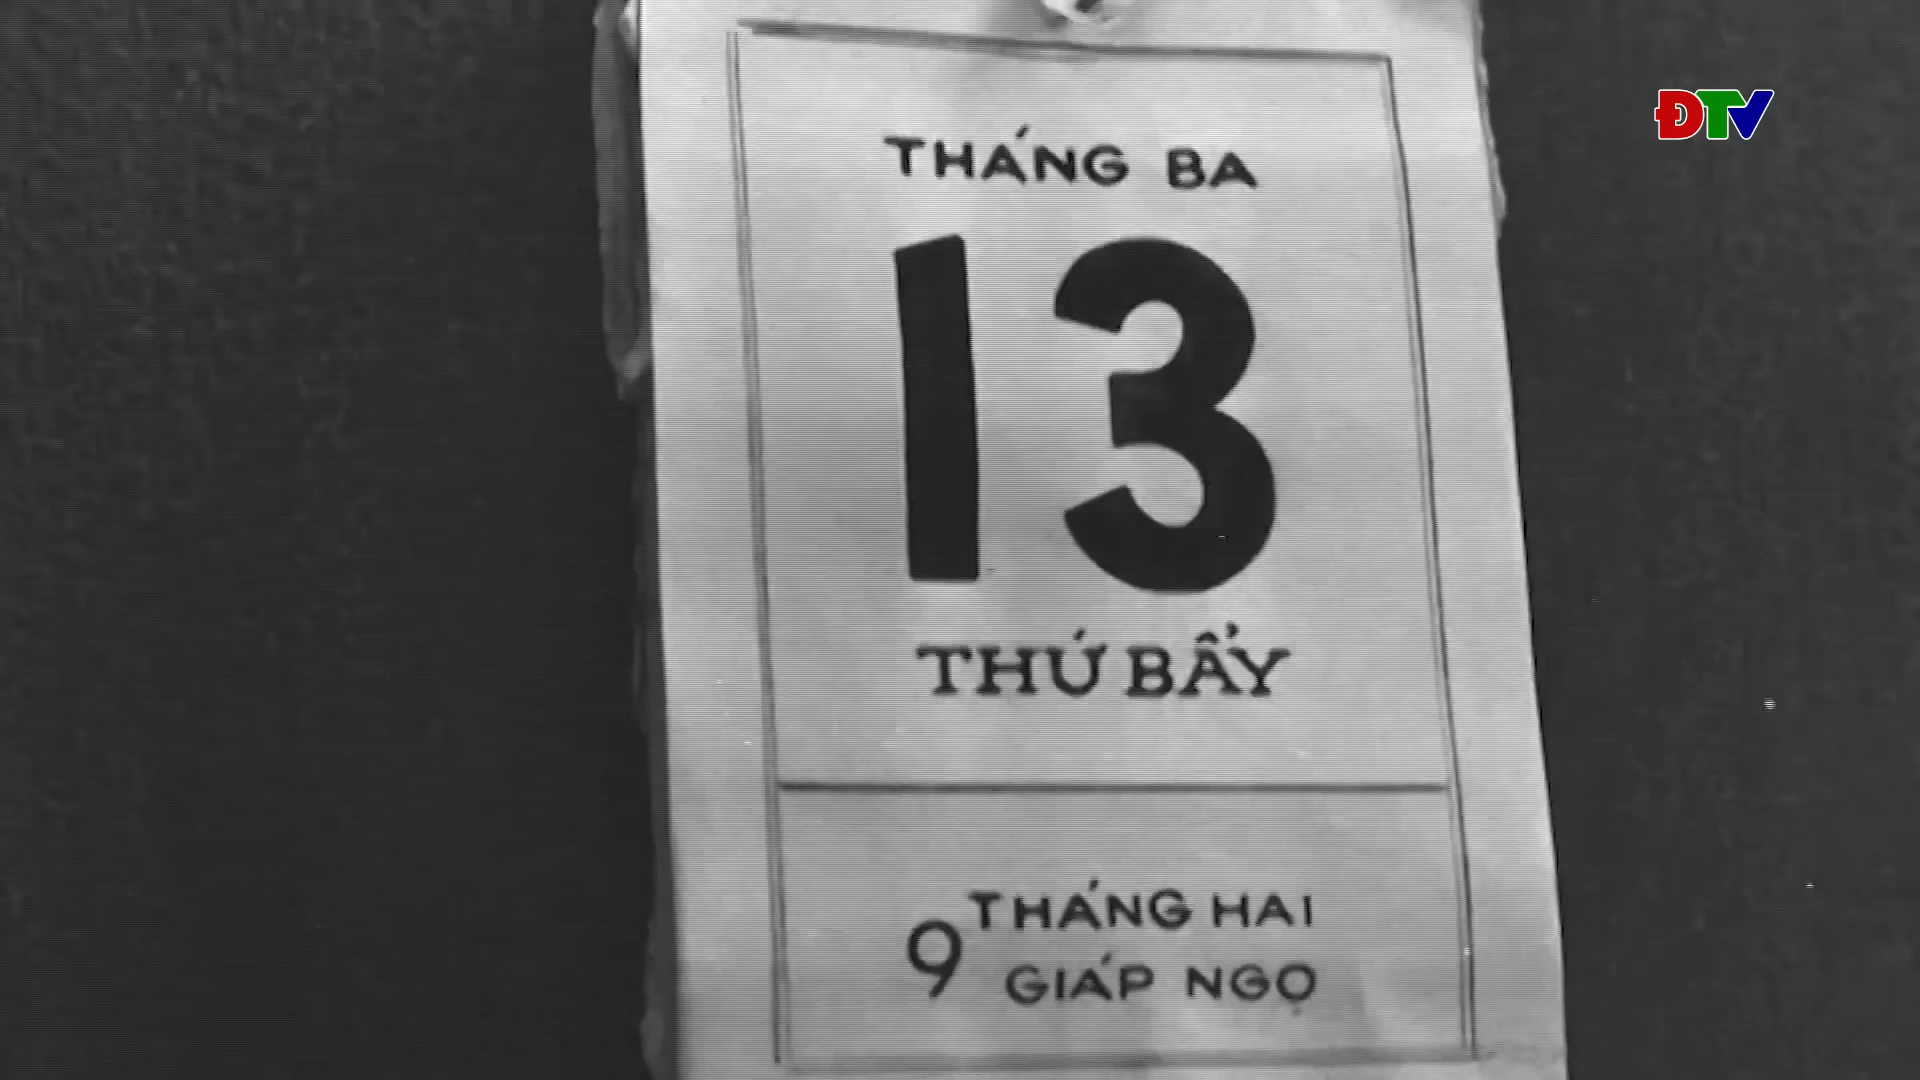 ĐTV
THÁNG BA
13
THỨ BẨY
9 THÁNG HAI
GIÁP NGỌ